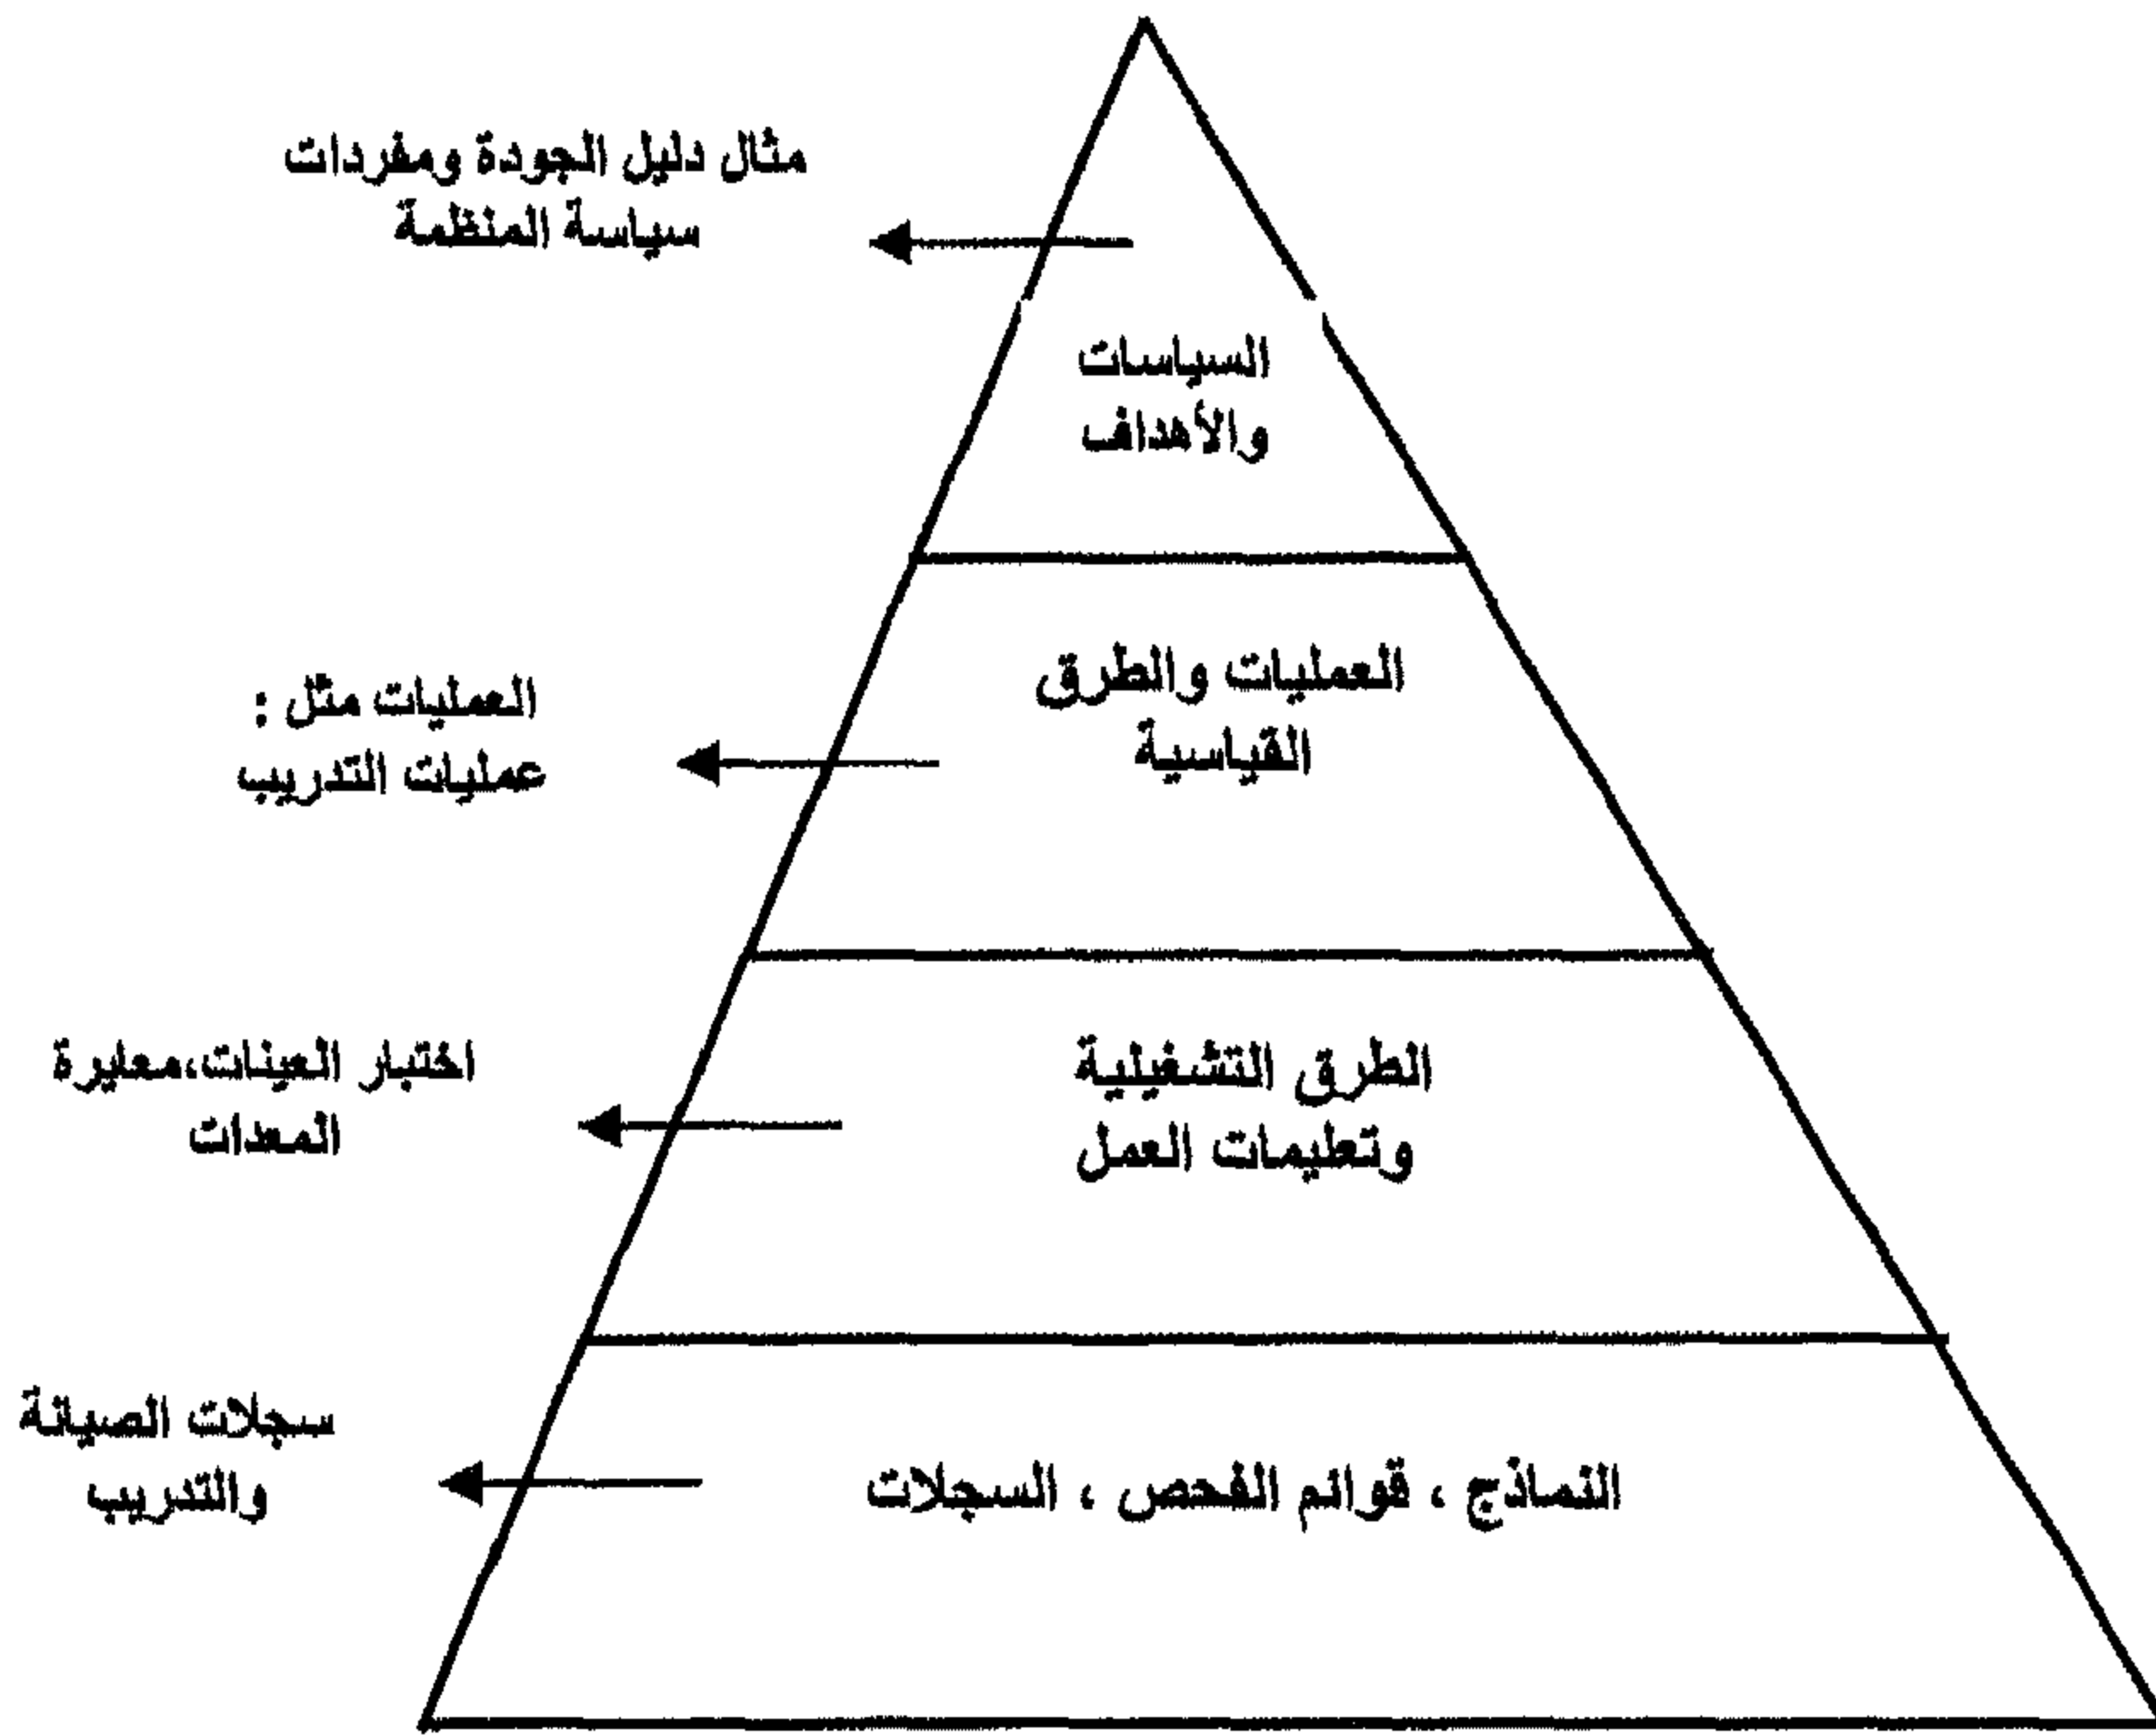 مثال دليل الجودة ومفردات
سياسة المنظمة
السياسات
والأهداف
العمليات والطرق
القياسية
العمليات مثل :
عمليات التدريب
الطرق التشغيلية
وتعليمات العمل
اختبار العينات،معايرة
المعدات
النماذج ، قوائم الفحص ، السجلات
سجلات الصيانة
والتدريب